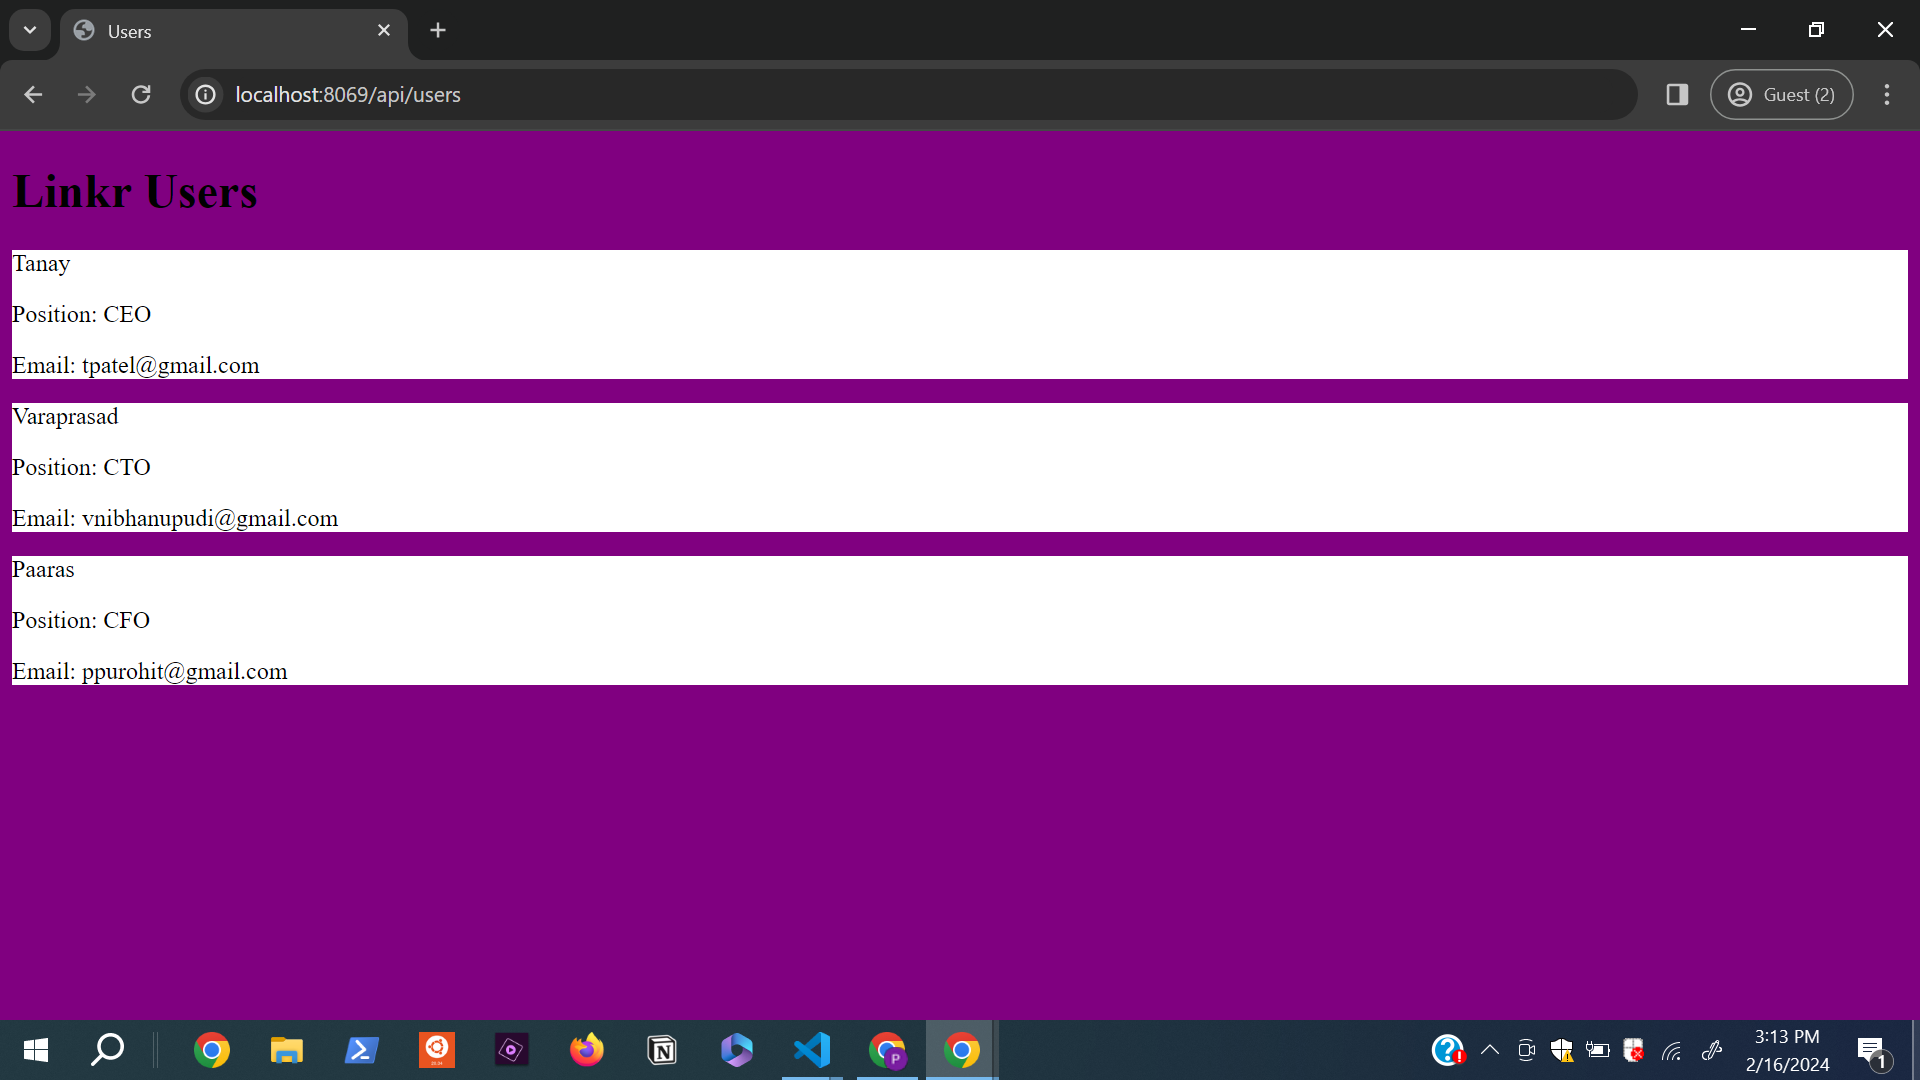 Users
localhost:8069/api/users
Guest (2)
Linkr Users
Tanay
Position: CEO
Email: tpatel@gmail.com
Varaprasad
Position: CTO
Email: vnibhanupudi@gmail.com
Paaras
Position: CFO
Email: ppurohit@gmail.com
P
3:13 PM
2/16/2024
1